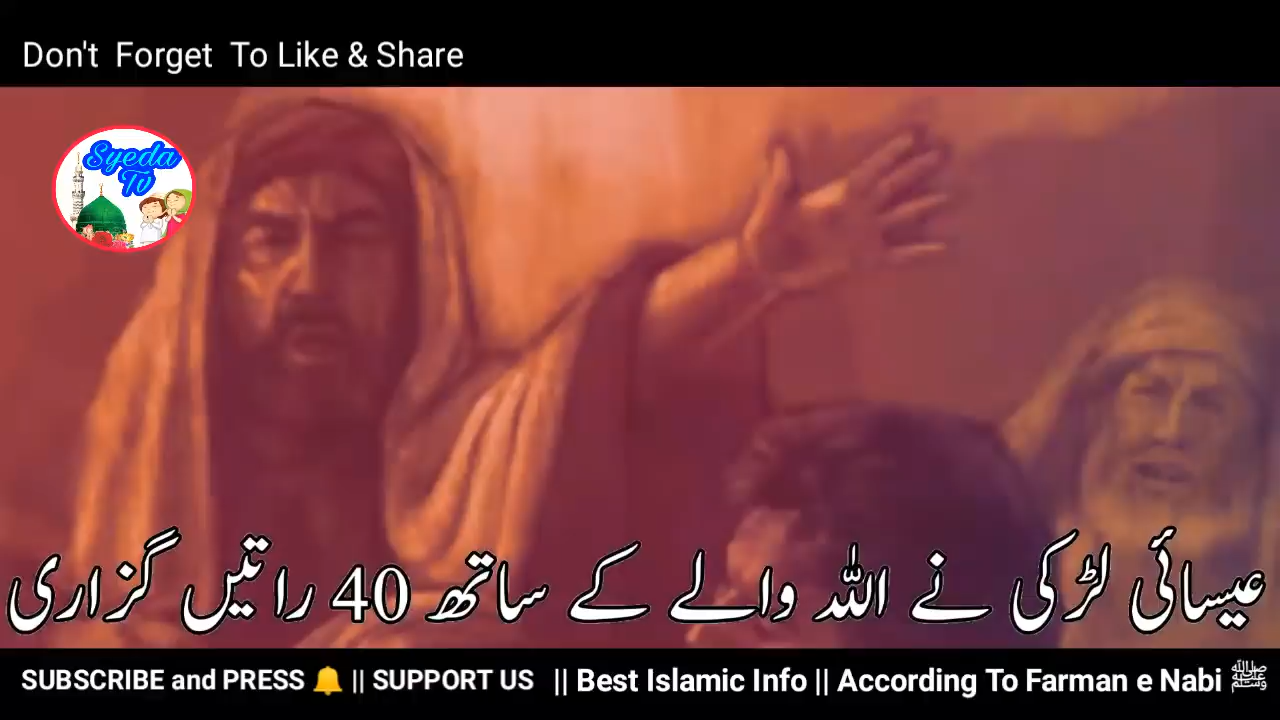 Don't Forget To Like & Share
Syeda
Tv
عیسائی لڑکی نے اللہ والے کے ساتھ 40 راتیں گزاری
SUBSCRIBE and PRESS 🔔 || SUPPORT US || Best Islamic Info || According To Farman e Nabi ﷺ